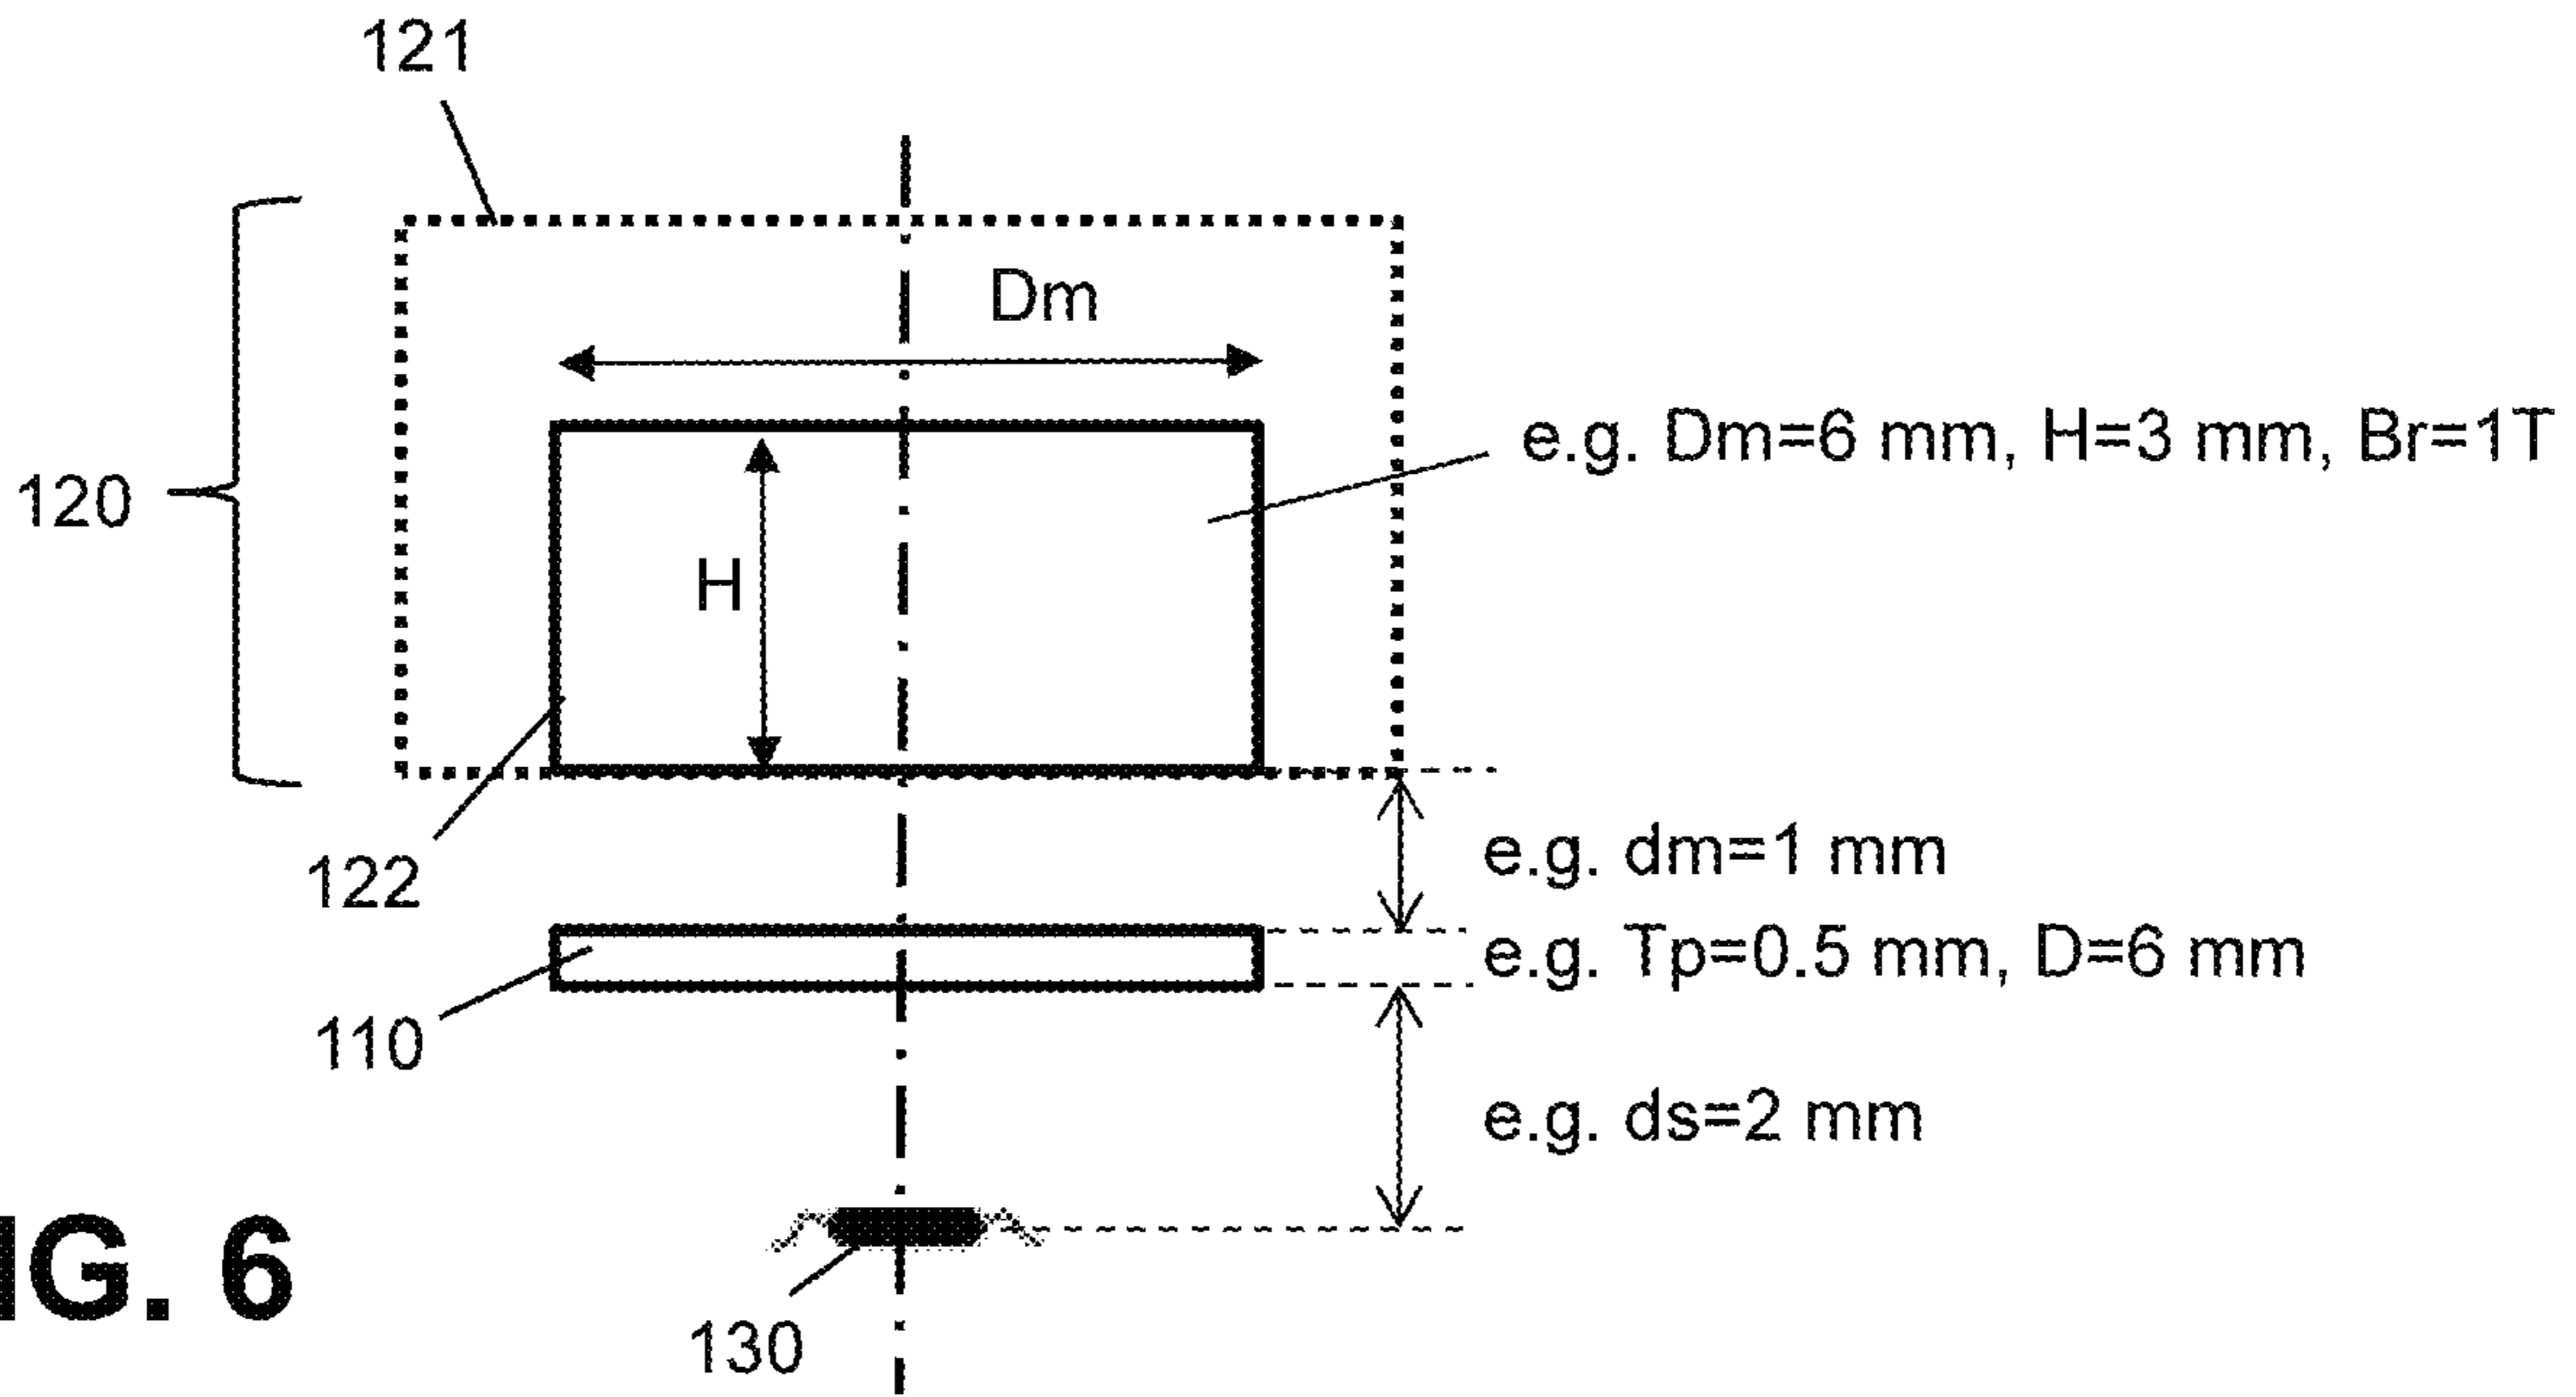 121
Dm
e.g. Dm=6 mm, H=3 mm, Br=1T
120
H
e.g. dm=1 mm
122
e.g. Tp=0.5 mm, D=6 mm
110
e.g. ds=2 mm
IG. 6
130